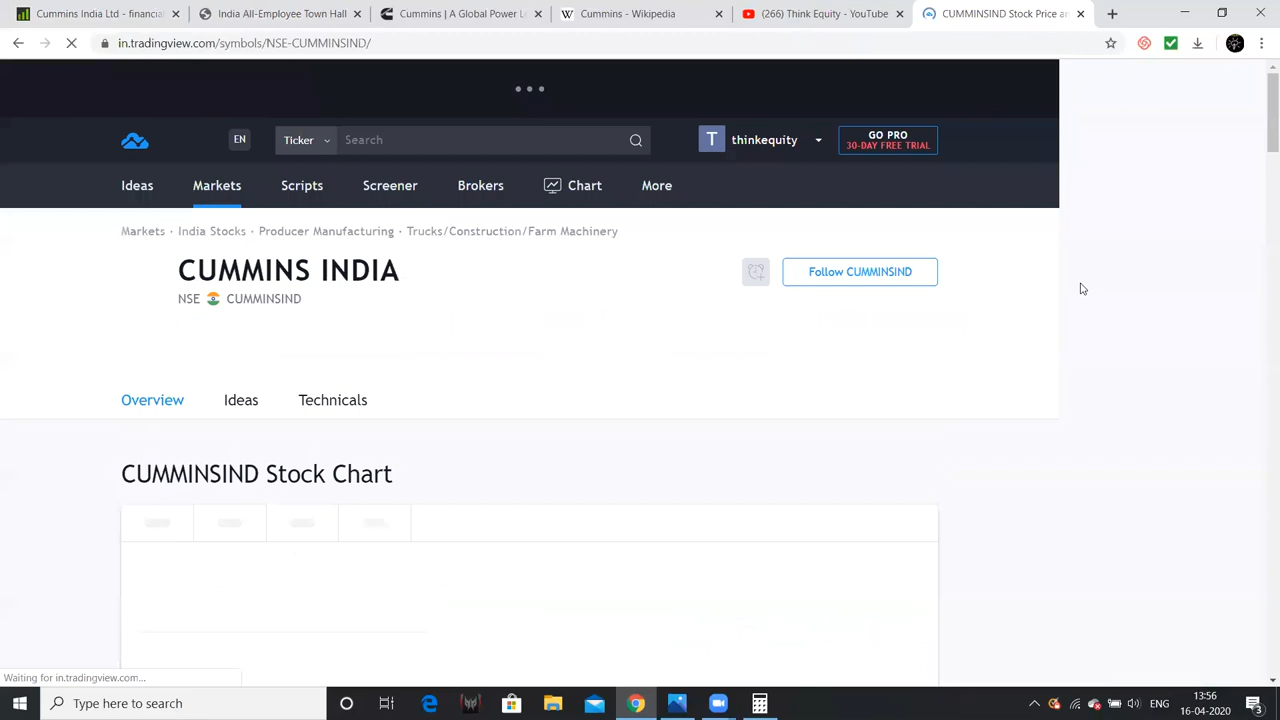 Cummins India Ltd - financial
India All-Employee Town Hall
Cummins | A Global Power L
Cummins - Wikipedia
(266) Think Equity - YouTube
CUMMINSIND Stock Price an
in.tradingview.com/symbols/NSE-CUMMINSIND/
EN
Ticker
Search
T
thinkequity
GO PRO
30-DAY FREE TRIAL
Ideas
Markets
Scripts
Screener
Brokers
Chart
More
Markets · India Stocks · Producer Manufacturing · Trucks/Construction/Farm Machinery
CUMMINS INDIA
NSE CUMMINSIND
Follow CUMMINSIND
Overview
Ideas
Technicals
CUMMINSIND Stock Chart
Waiting for in.tradingview.com...
Type here to search
ENG
13:56
16-04-2020
3